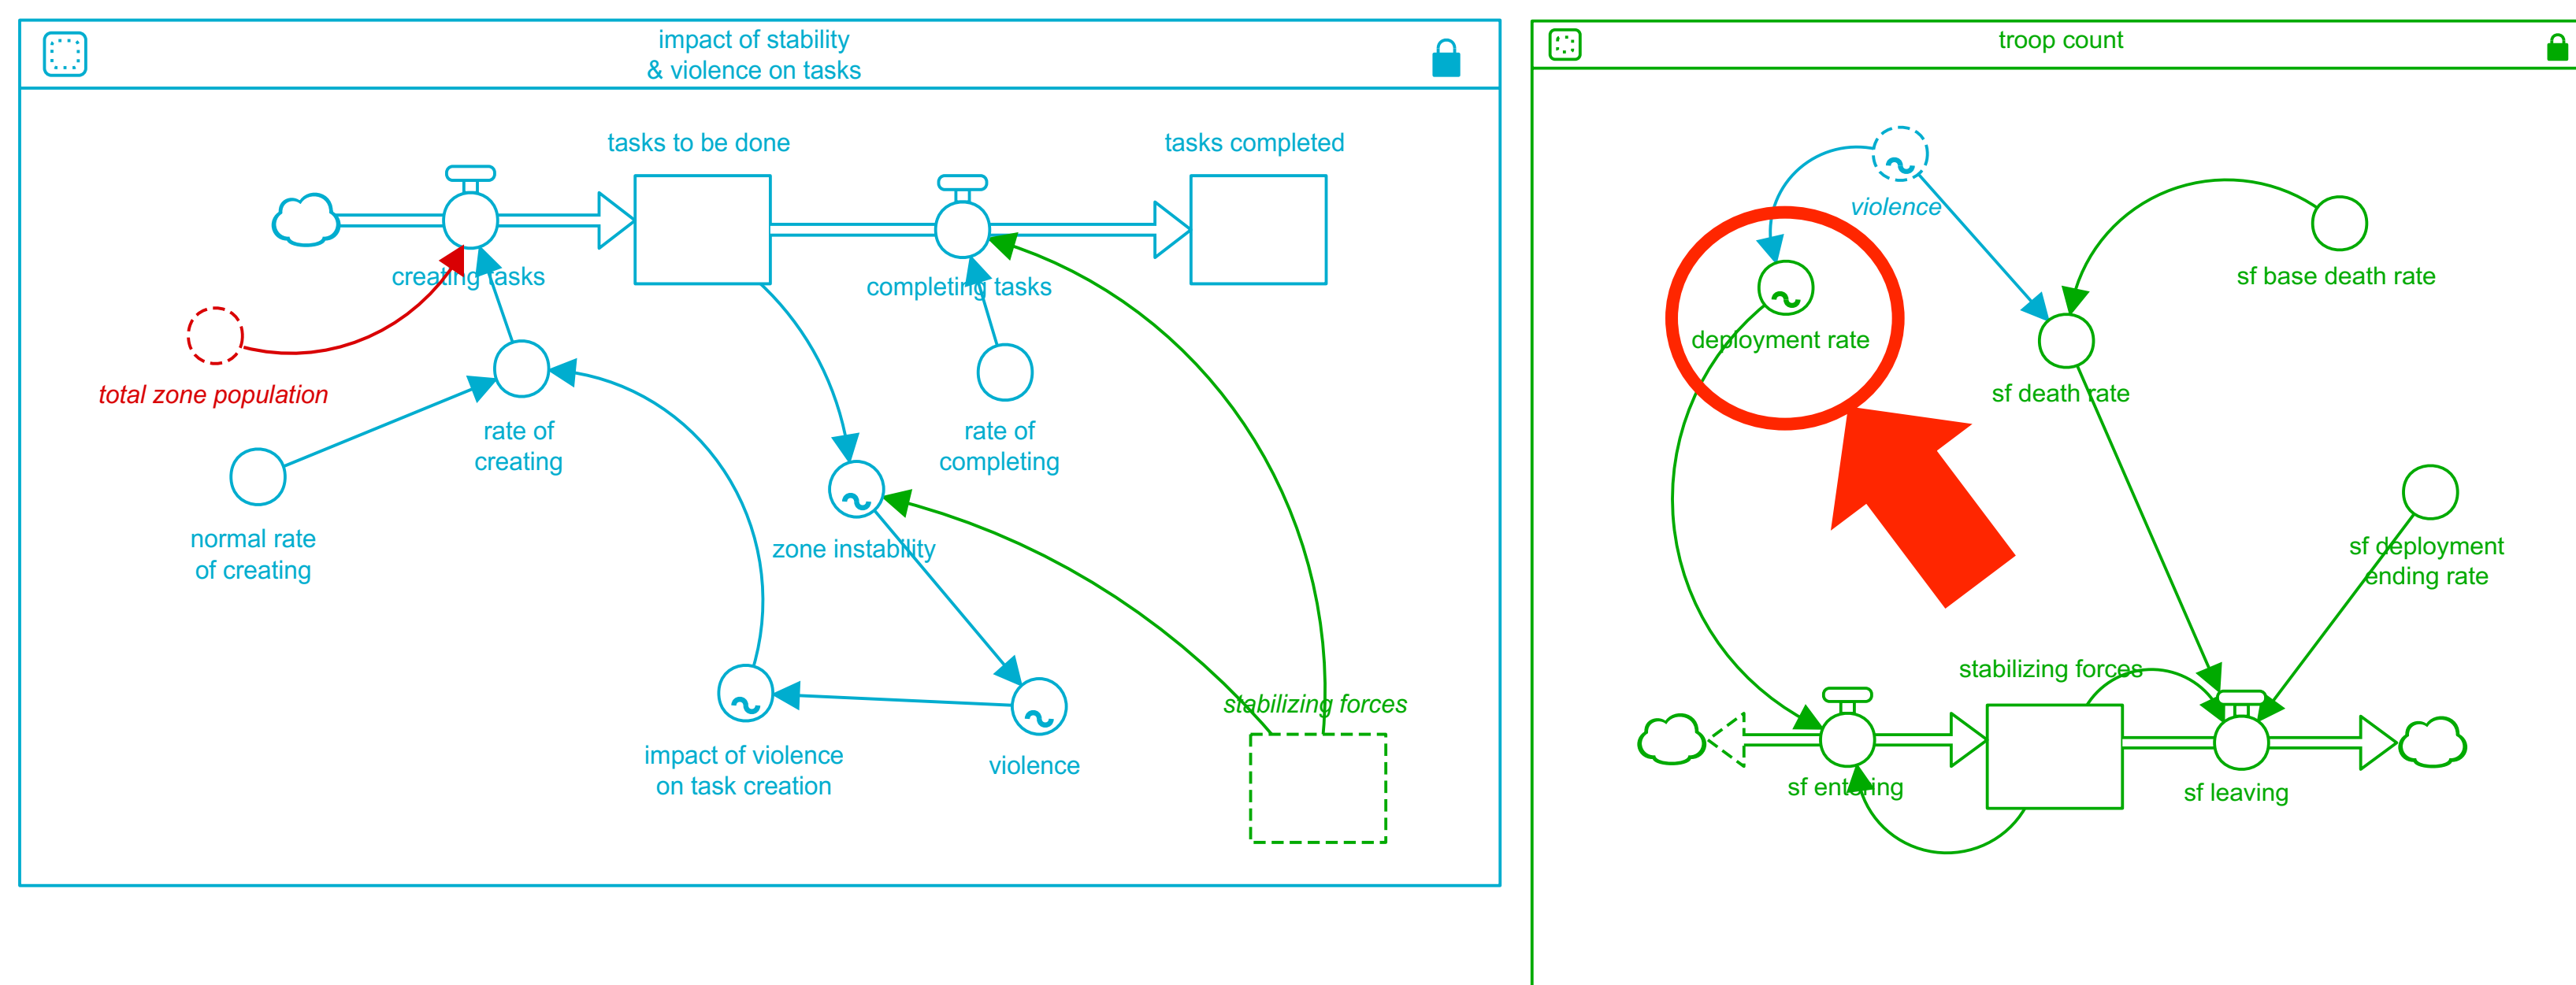 impact of stability
& violence on tasks
tasks to be done
tasks completed
creating tasks
completing tasks
total zone population
rate of
creating
rate of
completing
normal rate
of creating
zone instability
stabilizing forces
impact of violence
on task creation
violence
troop count
violence
sf base death rate
deployment rate
sf death rate
sf deployment
ending rate
stabilizing forces
sf entering
sf leaving